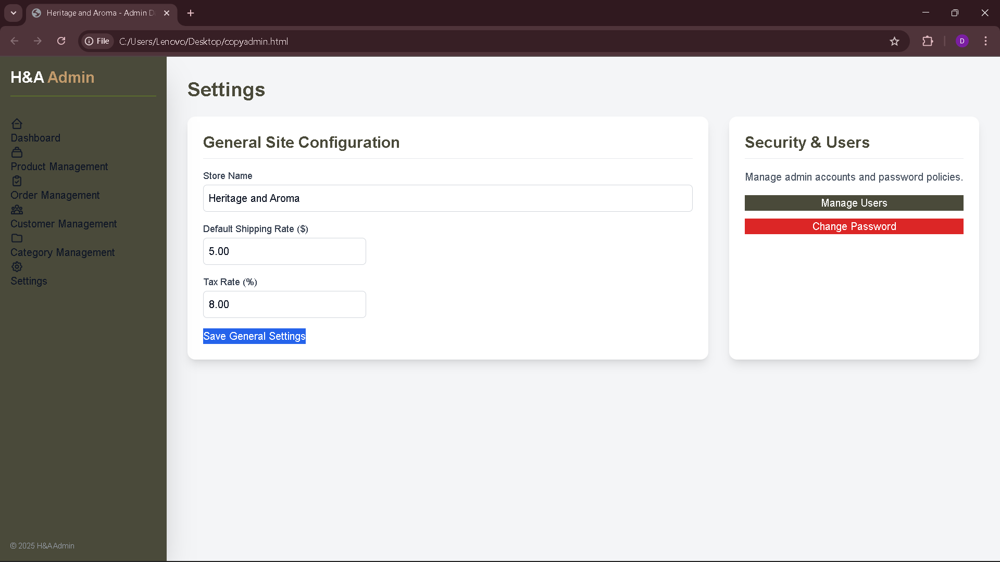 Heritage and Aroma - Admin D
File
C:/Users/Lenovo/Desktop/copyadmin.html
D
H&A Admin
Dashboard
Product Management
Order Management
Customer Management
Category Management
Settings
© 2025 H&A Admin
Settings
General Site Configuration
Store Name
Heritage and Aroma
Default Shipping Rate ($)
5.00
Tax Rate (%)
8.00
Save General Settings
Security & Users
Manage admin accounts and password policies.
Manage Users
Change Password